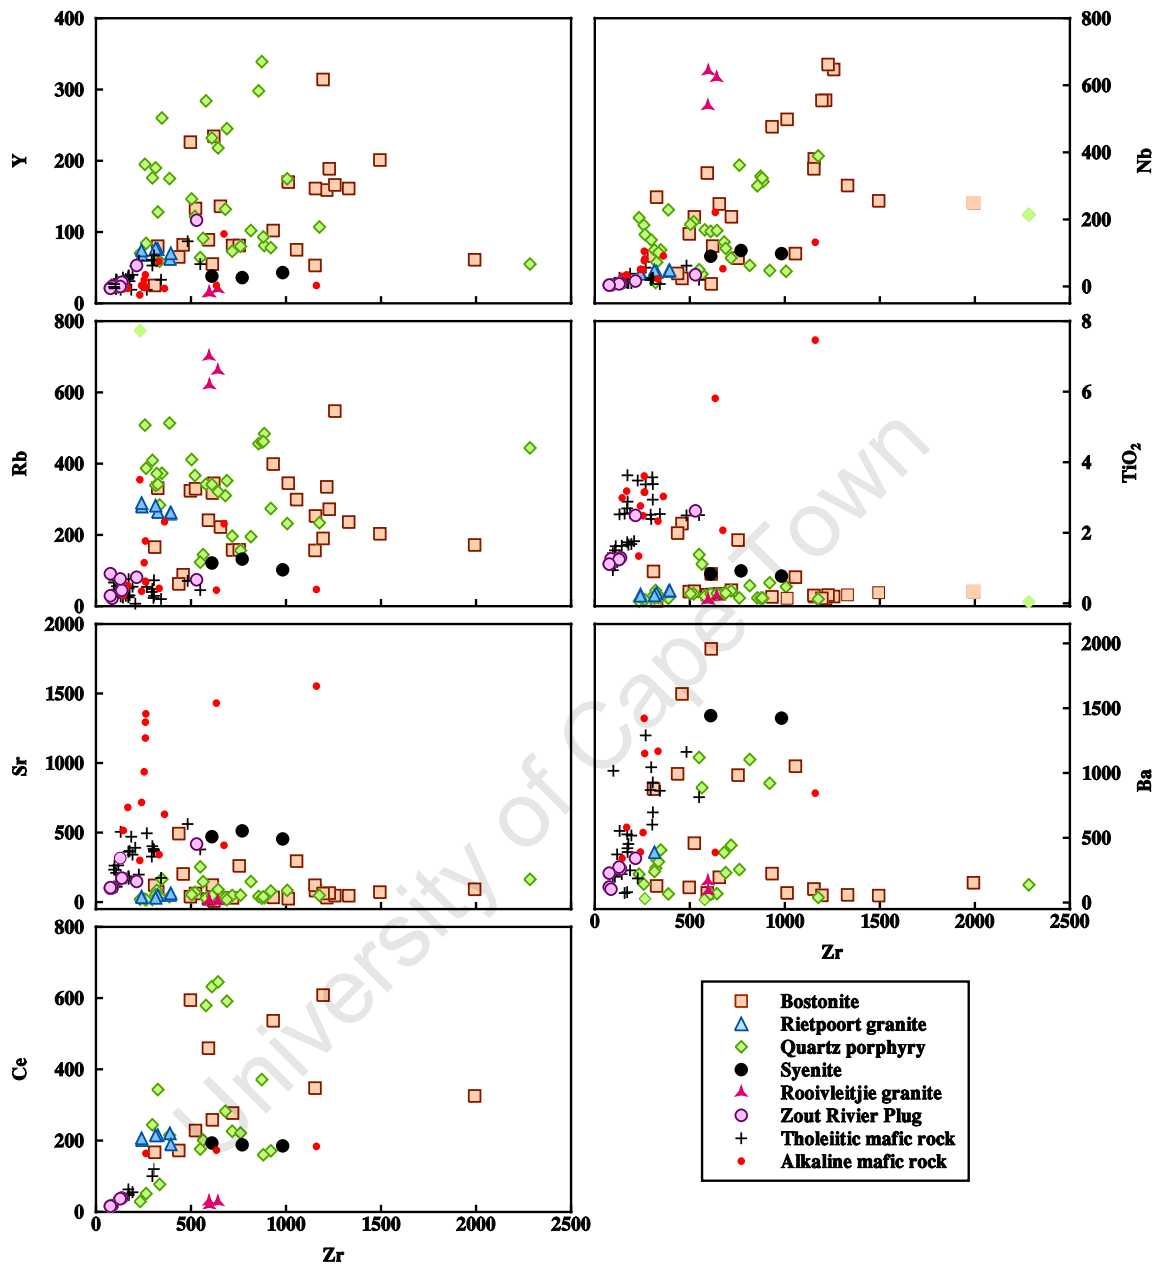 400
300
200
100
0
Y
800
600
400
200
0
Nb
800
600
400
200
0
Rb
8
6
4
2
0
TiO₂
2000
1500
1000
500
0
Sr
2000
1500
1000
500
0
Ba
0 500 1000 1500 2000 2500
Zr
800
600
400
200
0
Ce
0 500 1000 1500 2000 2500
Zr
Bostonite
Rietpoort granite
Quartz porphyry
Syenite
Rooivleitjie granite
Zout Rivier Plug
Tholeiitic mafic rock
Alkaline mafic rock
University of Cape Town